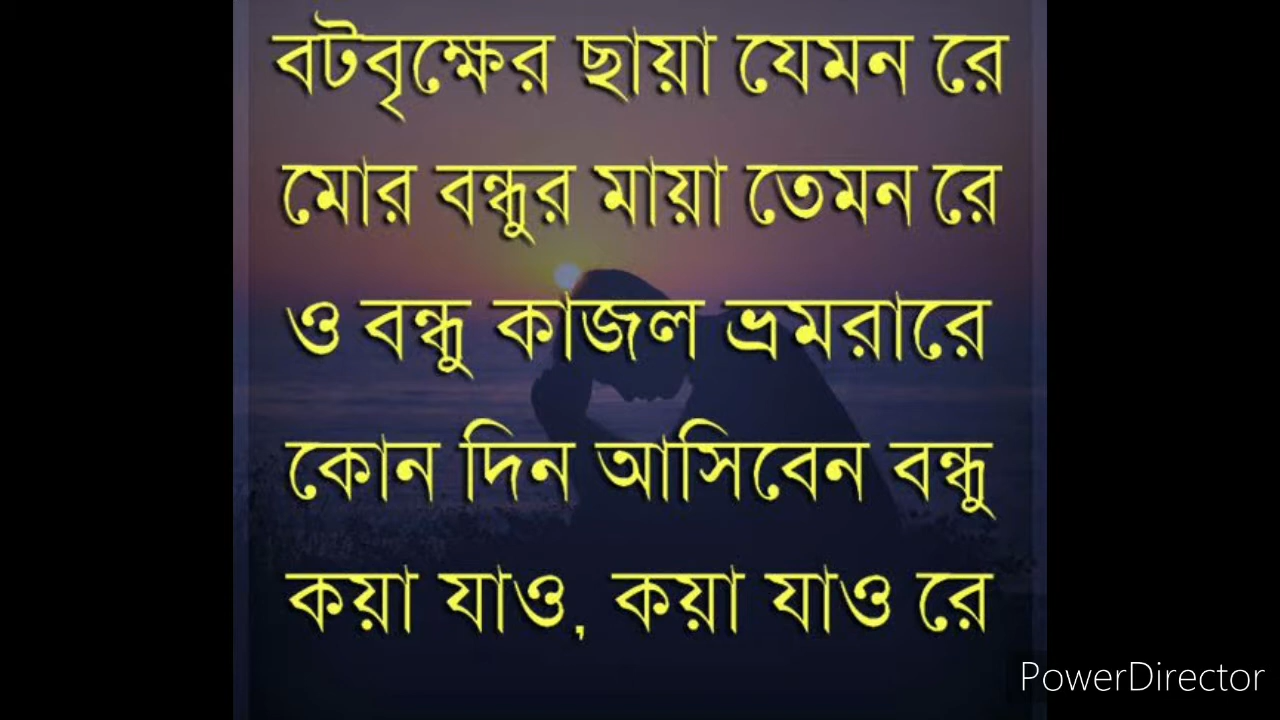 বটবৃক্ষের ছায়া যেমন রে
মোর বন্ধুর মায়া তেমন রে
ও বন্ধু কাজল ভ্রমরারে
কোন দিন আসিবেন বন্ধু
কয়া যাও, কয়া যাও রে
PowerDirector